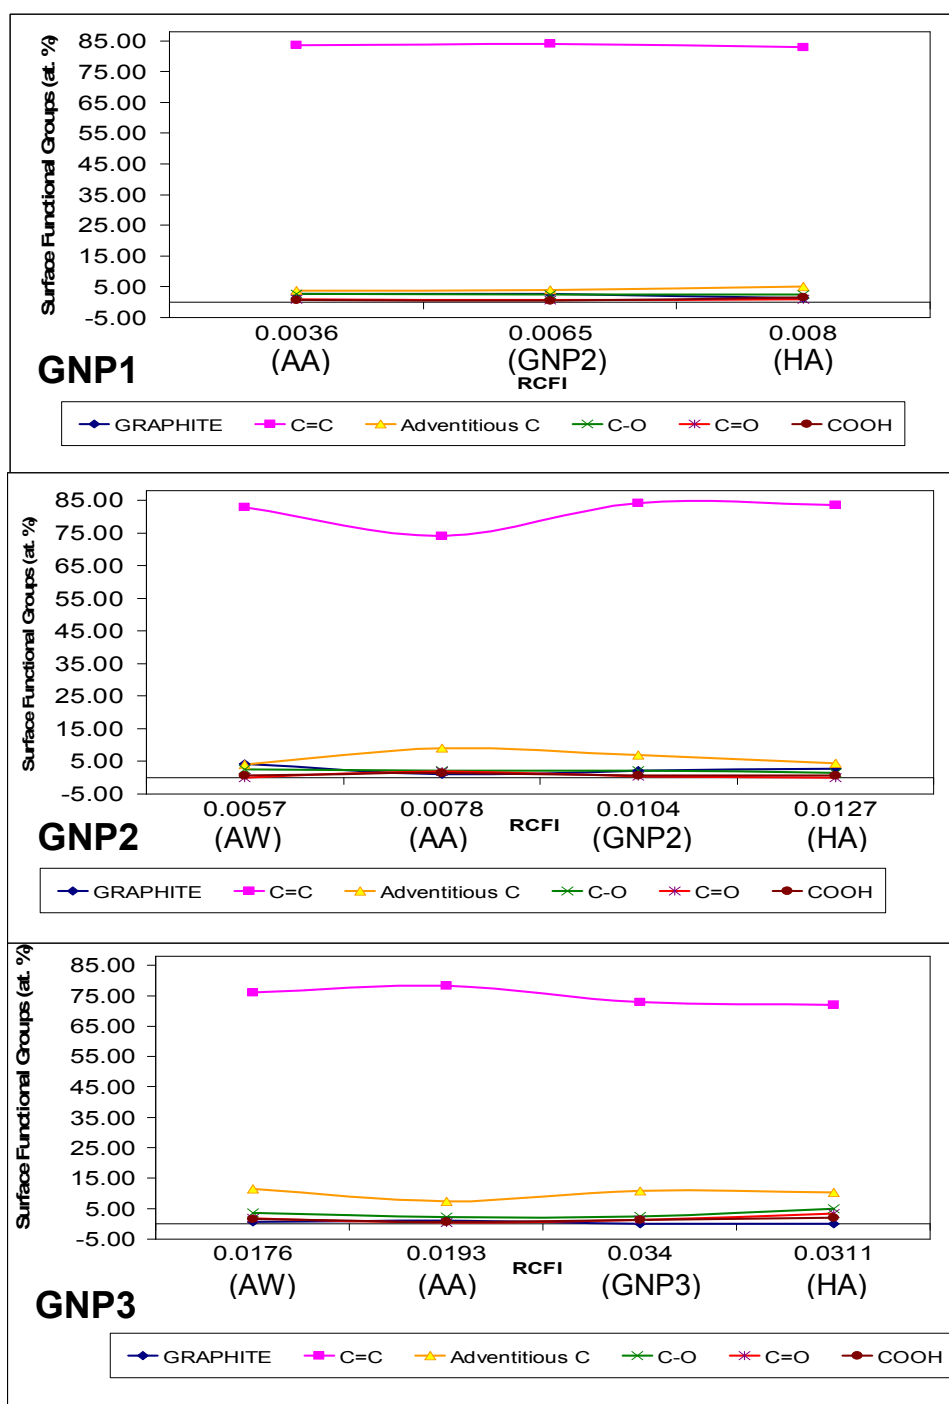 Surface Functional Groups (at. %)
85.00
75.00
65.00
55.00
45.00
35.00
25.00
15.00
5.00
-5.00
0.0036 0.0065 0.008
(AA) (GNP2) (HA)
GNP1
RCFI
GRAPHITE C=C Adventitious C C-O C=O COOH
Surface Functional Groups (at. %)
85.00
75.00
65.00
55.00
45.00
35.00
25.00
15.00
5.00
-5.00
0.0057 0.0078 0.0104 0.0127
(AW) (AA) (GNP2) (HA)
GNP2
RCFI
GRAPHITE C=C Adventitious C C-O C=O COOH
Surface Functional Groups (at. %)
85.00
75.00
65.00
55.00
45.00
35.00
25.00
15.00
5.00
-5.00
0.0176 0.0193 0.034 0.0311
(AW) (AA) (GNP3) (HA)
RCFI
GNP3
GRAPHITE C=C Adventitious C C-O C=O COOH